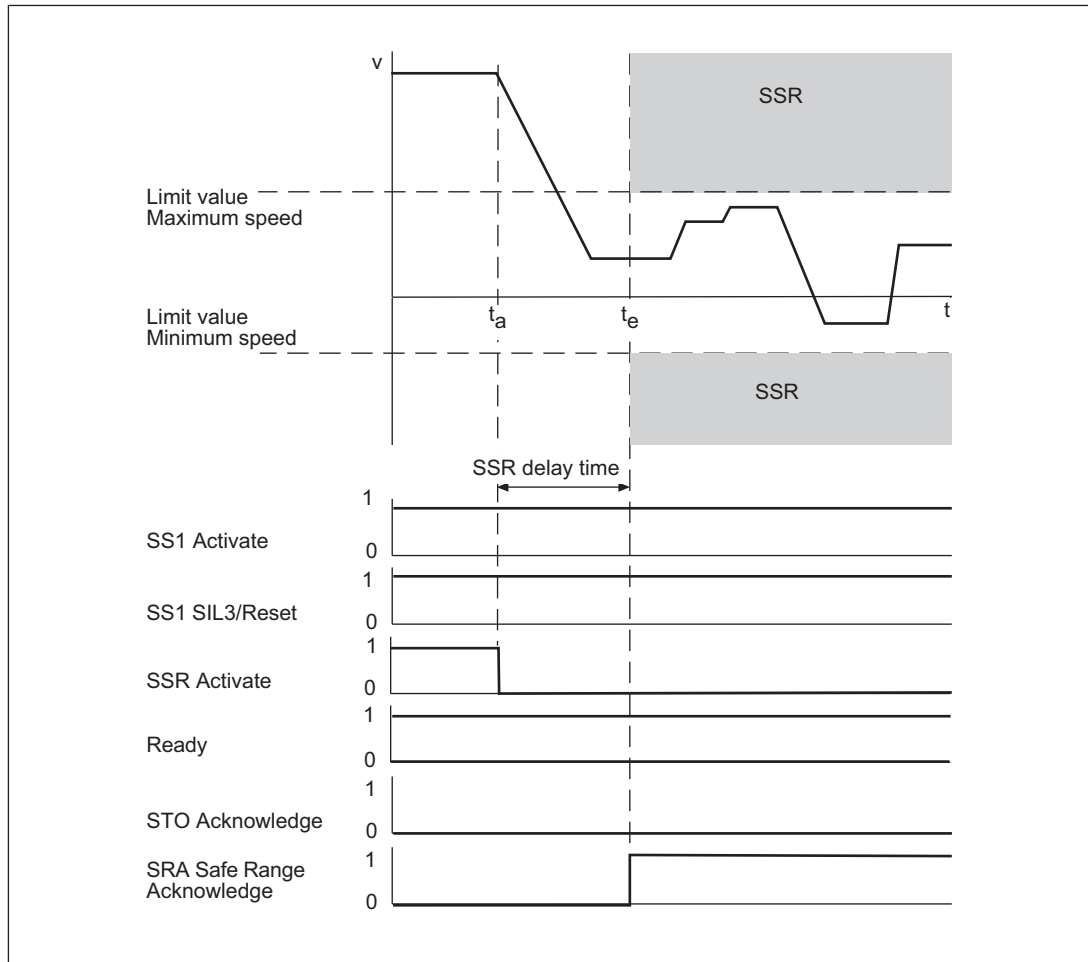 v
SSR
Limit value
Maximum speed
t
ta
te
Limit value
Minimum speed
SSR
SSR delay time
1
SS1 Activate
0
1
SS1 SIL3/Reset
0
1
SSR Activate
0
1
Ready
0
1
STO Acknowledge
0
1
SRA Safe Range
Acknowledge
0